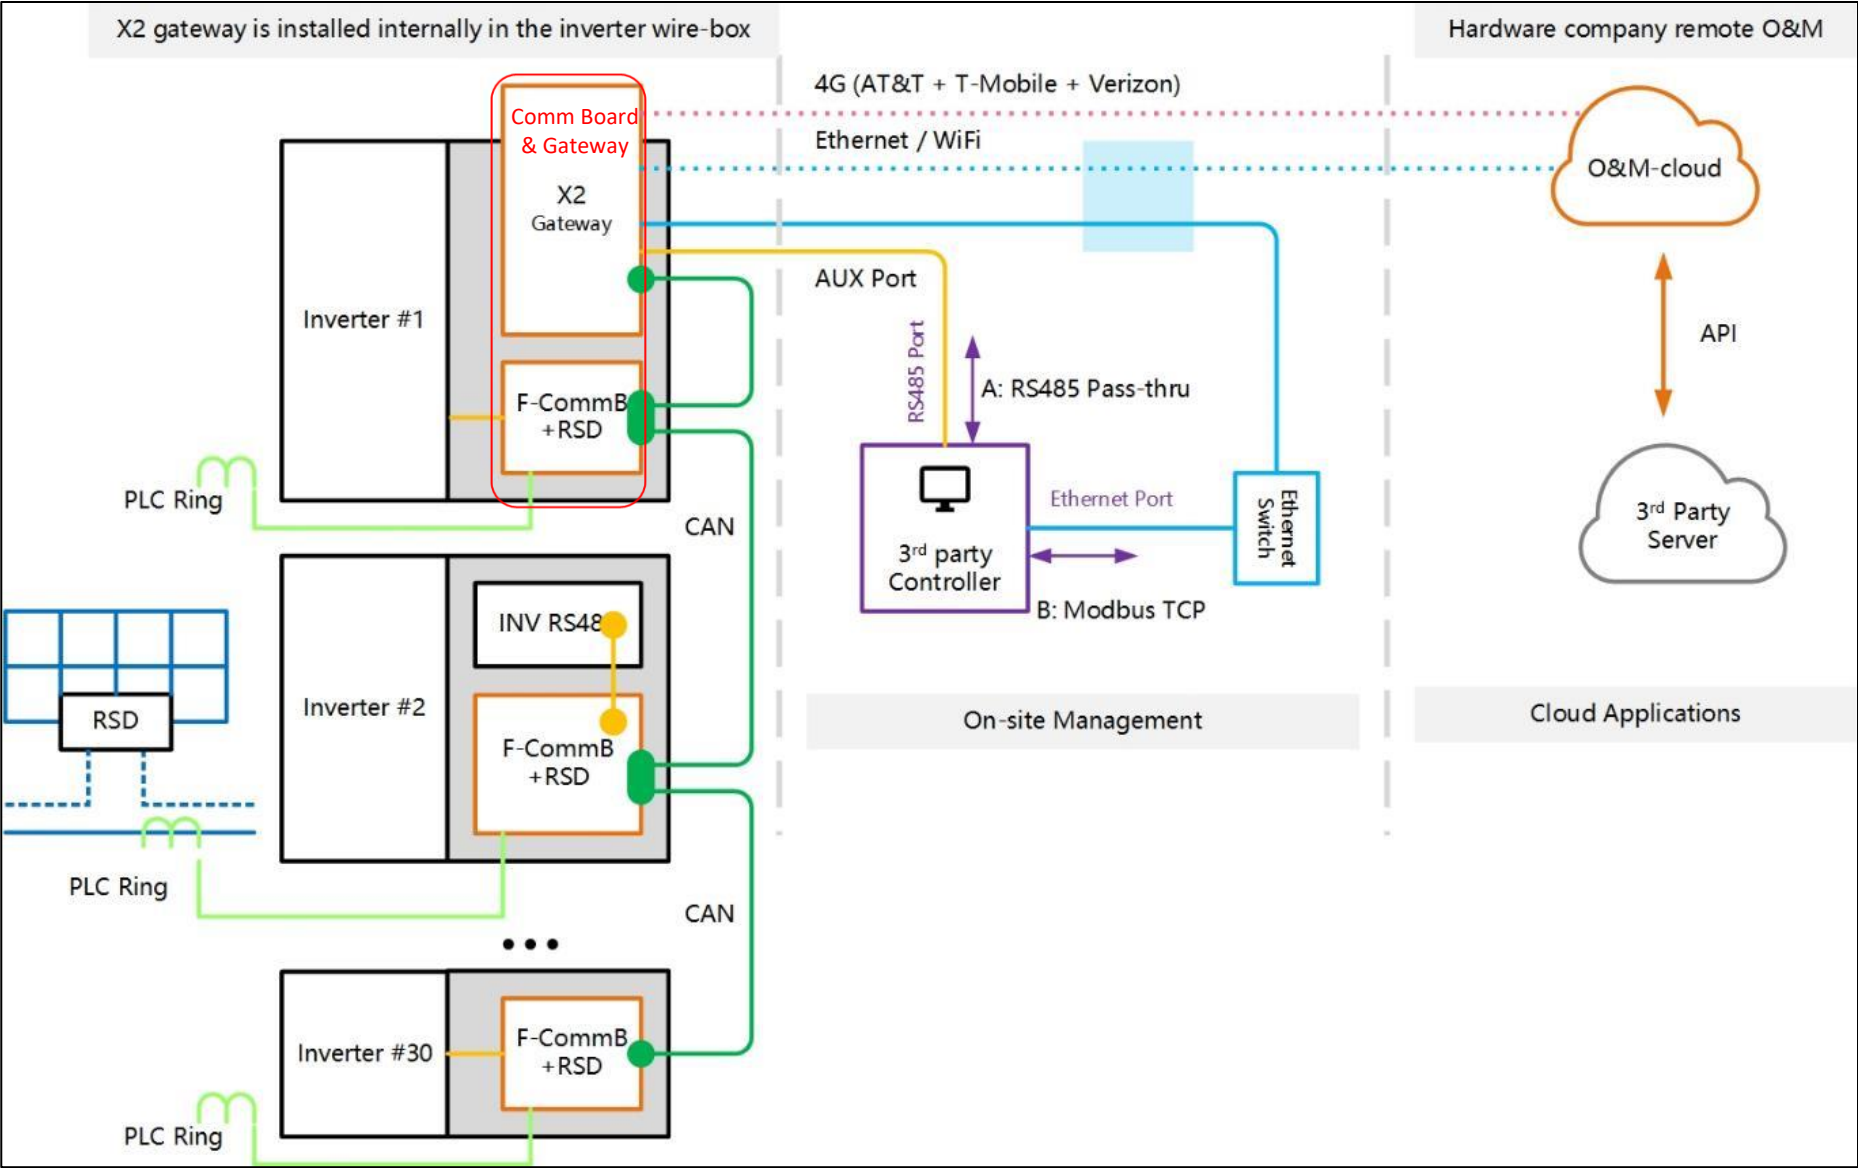 X2 gateway is installed internally in the inverter wire-box
Hardware company remote O&M
4G (AT&T + T-Mobile + Verizon)
Comm Board
& Gateway
Ethernet / WiFi
O&M-cloud
X2
Gateway
AUX Port
Inverter #1
RS485 Port
A: RS485 Pass-thru
API
F-CommB
+RSD
PLC Ring
CAN
Ethernet Port
Ethernet
Switch
3rd Party
Server
3rd party
Controller
B: Modbus TCP
INV RS48
Inverter #2
RSD
F-CommB
+RSD
On-site Management
Cloud Applications
PLC Ring
CAN
•••
Inverter #30
F-CommB
+RSD
PLC Ring